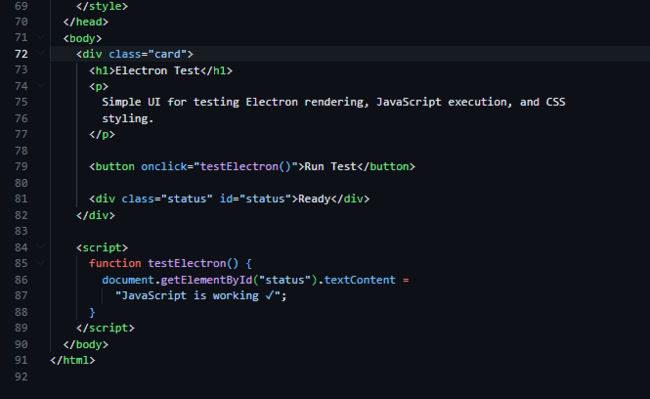 69 </style>
70 </head>
71 <body>
72 <div class="card">
73 <h1>Electron Test</h1>
74 <p>
75 Simple UI for testing Electron rendering, JavaScript execution, and CSS
76 styling.
77 </p>
78
79 <button onclick="testElectron()">Run Test</button>
80
81 <div class="status" id="status">Ready</div>
82 </div>
83
84 <script>
85 function testElectron() {
86 document.getElementById("status").textContent =
87 "JavaScript is working ✓";
88 }
89 </script>
90 </body>
91 </html>
92